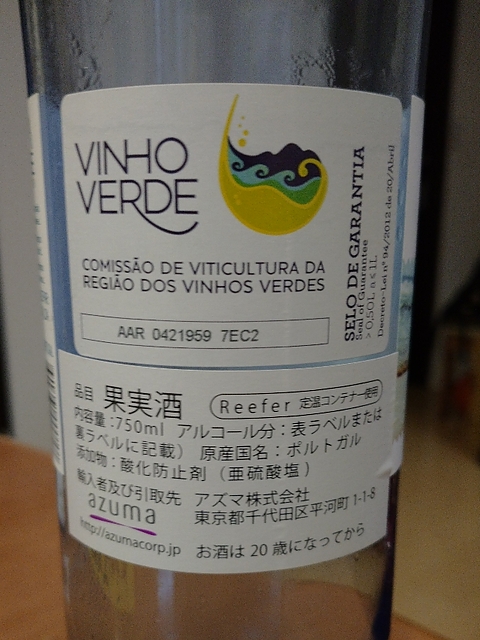 VINHO
VERDE
COMISSÃO DE VITICULTURA DA
REGIÃO DOS VINHOS VERDES
AAR 0421959 7EC2
SELO DE GARANTIA
Seal of Guarantee
> 0,50L a ≤ 1L
Decreto-Lei nº 94/2012 de 20/Abril
品目 果実酒 Reefer 定温コンテナー使用
内容量:750ml アルコール分:表ラベルまたは
裏ラベルに記載) 原産国名:ポルトガル
添加物:酸化防止剤(亜硫酸塩)
輸入者及び引取先 アズマ株式会社
azuma 東京都千代田区平河町1-1-8
http://azumacorp.jp お酒は20歳になってから